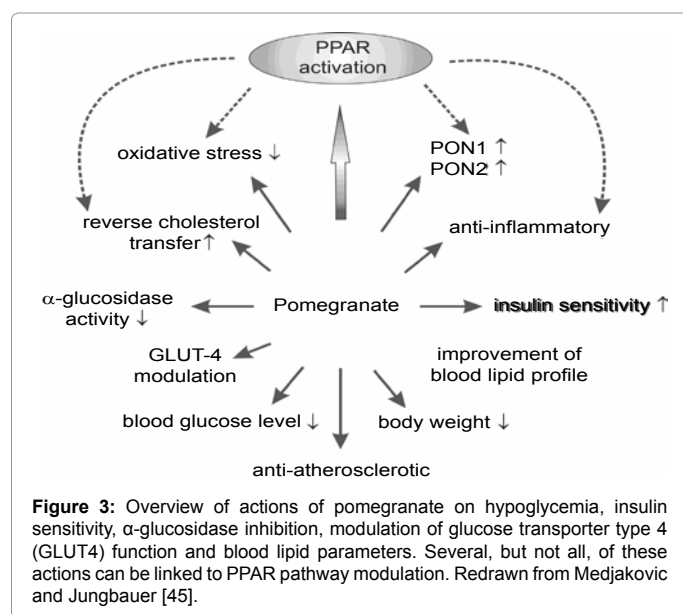 PPAR
activation
oxidative stress ↓
PON1 ↑
PON2 ↑
reverse cholesterol
transfer↑
anti-inflammatory
α-glucosidase
activity ↓
Pomegranate
insulin sensitivity ↑
GLUT-4
modulation
improvement of
blood lipid profile
blood glucose level ↓
body weight ↓
anti-atherosclerotic
Figure 3: Overview of actions of pomegranate on hypoglycemia, insulin
sensitivity, α-glucosidase inhibition, modulation of glucose transporter type 4
(GLUT4) function and blood lipid parameters. Several, but not all, of these
actions can be linked to PPAR pathway modulation. Redrawn from Medjakovic
and Jungbauer [45].